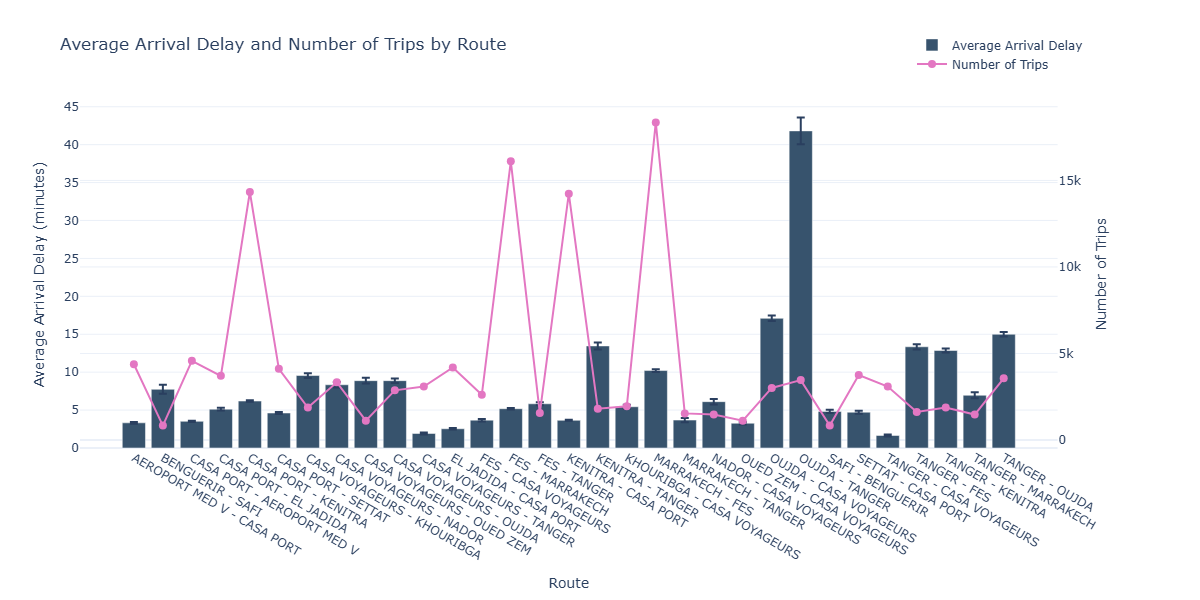 Average Arrival Delay and Number of Trips by Route
Average Arrival Delay
Number of Trips
Average Arrival Delay (minutes)
45
40
35
30
25
20
15
10
5
0
15k
10k
5k
0
Number of Trips
AEROPORT MED V - CASA PORT
BENGUERIR - SAFI
CASA PORT - AEROPORT MED V
CASA PORT - EL JADIDA
CASA PORT - KENITRA
CASA PORT - SETTAT
CASA VOYAGEURS - KHOURIBGA
CASA VOYAGEURS - NADOR
CASA VOYAGEURS - OUED ZEM
CASA VOYAGEURS - OUJDA
CASA VOYAGEURS - TANGER
EL JADIDA - CASA PORT
FES - CASA VOYAGEURS
FES - MARRAKECH
FES - TANGER
KENITRA - CASA PORT
KENITRA - TANGER
KHOURIBGA - CASA VOYAGEURS
MARRAKECH - FES
MARRAKECH - TANGER
NADOR - CASA VOYAGEURS
OUED ZEM - CASA VOYAGEURS
OUJDA - CASA VOYAGEURS
OUJDA - TANGER
SAFI - BENGUERIR
SETTAT - CASA PORT
TANGER - CASA VOYAGEURS
TANGER - FES
TANGER - KENITRA
TANGER - MARRAKECH
TANGER - OUJDA
Route